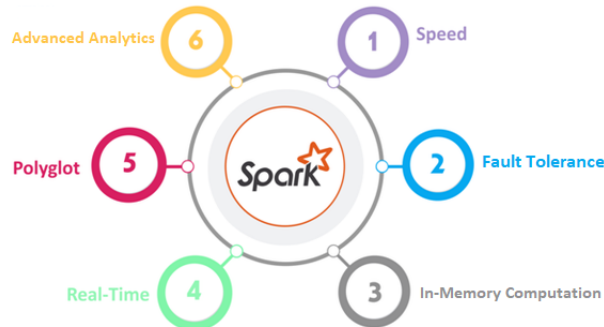 1 Speed
2 Fault Tolerance
3 In-Memory Computation
Real-Time 4
Polyglot 5
Advanced Analytics 6
Spark